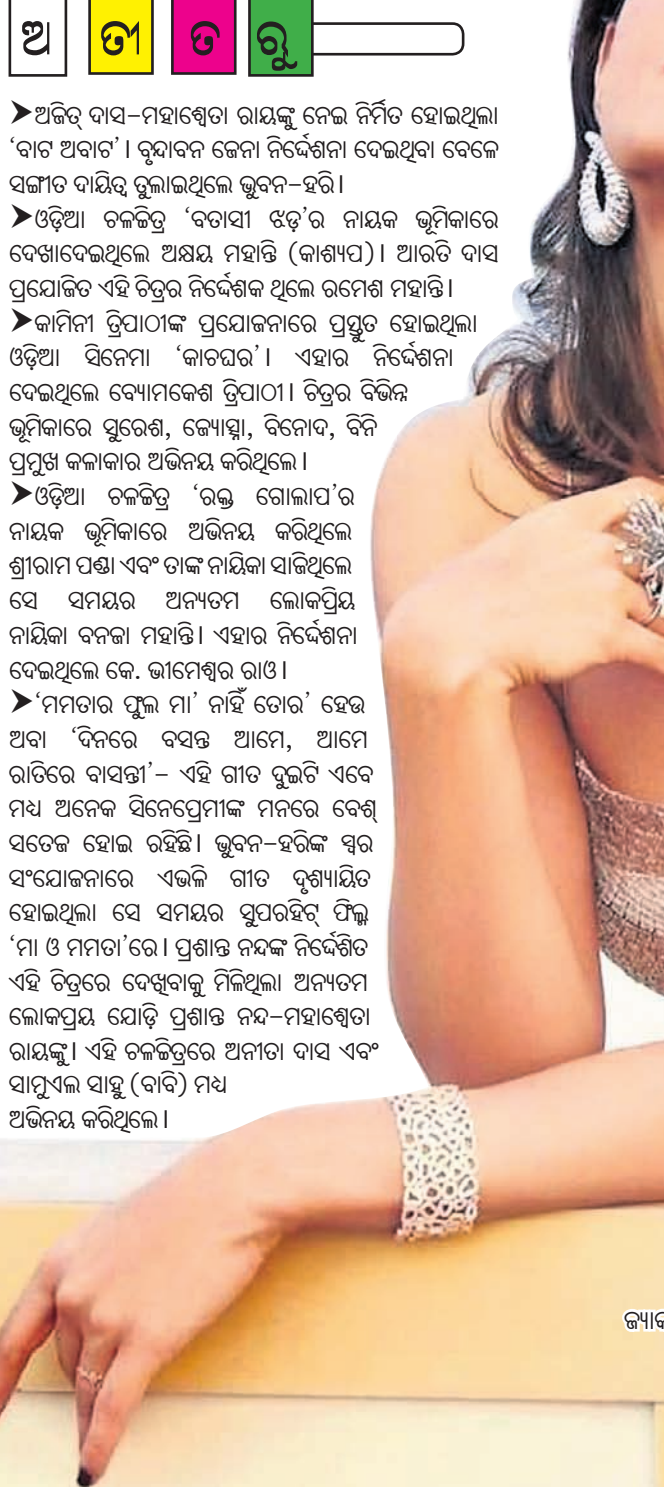 ଅତୀତରୁ
➤ଅଜିତ୍ ଦାସ–ମହାଶ୍ୱେତା ରାୟଙ୍କୁ ନେଇ ନିର୍ମିତ ହୋଇଥିଲା
‘ବାଟ ଅବାଟ’। ବୃନ୍ଦାବନ ଜେନା ନିର୍ଦ୍ଦେଶନା ଦେଇଥିବା ବେଳେ
ସଙ୍ଗୀତ ଦାୟିତ୍ୱ ତୁଲାଇଥିଲେ ଭୁବନ–ହରି।
➤ଓଡ଼ିଆ ଚଳଚ୍ଚିତ୍ର ‘ବତାସୀ ଝଡ଼’ର ନାୟକ ଭୂମିକାରେ
ଦେଖାଦେଇଥିଲେ ଅକ୍ଷୟ ମହାନ୍ତି (କାଶ୍ୟପ)। ଆରତି ଦାସ
ପ୍ରଯୋଜିତ ଏହି ଚିତ୍ରର ନିର୍ଦ୍ଦେଶକ ଥିଲେ ରମେଶ ମହାନ୍ତି।
➤କାମିନୀ ତ୍ରିପାଠୀଙ୍କ ପ୍ରଯୋଜନାରେ ପ୍ରସ୍ତୁତ ହୋଇଥିଲା
ଓଡ଼ିଆ ସିନେମା ‘କାଚଘର’। ଏହାର ନିର୍ଦ୍ଦେଶନା
ଦେଇଥିଲେ ବ୍ୟୋମକେଶ ତ୍ରିପାଠୀ। ଚିତ୍ରର ବିଭିନ୍ନ
ଭୂମିକାରେ ସୁରେଶ, ଜ୍ୟୋସ୍ନା, ବିନୋଦ, ବିନି
ପ୍ରମୁଖ କଳାକାର ଅଭିନୟ କରିଥିଲେ।
➤ଓଡ଼ିଆ ଚଳଚ୍ଚିତ୍ର ‘ରକ୍ତ ଗୋଲାପ’ର
ନାୟକ ଭୂମିକାରେ ଅଭିନୟ କରିଥିଲେ
ଶ୍ରୀରାମ ପଣ୍ଡା ଏବଂ ତାଙ୍କ ନାୟିକା ସାଜିଥିଲେ
ସେ ସମୟର ଅନ୍ୟତମ ଲୋକପ୍ରିୟ
ନାୟିକା ବନଜା ମହାନ୍ତି। ଏହାର ନିର୍ଦ୍ଦେଶନା
ଦେଇଥିଲେ କେ. ଭୀମେଶ୍ୱର ରାଓ।
➤‘ମମତାର ଫୁଲ ମା’ ନାହିଁ ତୋର’ ହେଉ
ଅବା ‘ଦିନରେ ବସନ୍ତ ଆମେ, ଆମେ
ରାତିରେ ବାସନ୍ତୀ’– ଏହି ଗୀତ ଦୁଇଟି ଏବେ
ମଧ୍ୟ ଅନେକ ସିନେପ୍ରେମୀଙ୍କ ମନରେ ବେଶ୍
ସତେଜ ହୋଇ ରହିଛି। ଭୁବନ–ହରିଙ୍କ ସ୍ୱର
ସଂଯୋଜନାରେ ଏଭଳି ଗୀତ ଦୃଶ୍ୟାୟିତ
ହୋଇଥିଲା ସେ ସମୟର ସୁପରହିଟ୍ ଫିଲ୍ମ
‘ମା ଓ ମମତା’ରେ। ପ୍ରଶାନ୍ତ ନନ୍ଦଙ୍କ ନିର୍ଦ୍ଦେଶିତ
ଏହି ଚିତ୍ରରେ ଦେଖିବାକୁ ମିଳିଥିଲା ଅନ୍ୟତମ
ଲୋକପ୍ରୟ ଯୋଡ଼ି ପ୍ରଶାନ୍ତ ନନ୍ଦ–ମହାଶ୍ୱେତା
ରାୟଙ୍କୁ। ଏହି ଚଳଚ୍ଚିତ୍ରରେ ଅନୀତା ଦାସ ଏବଂ
ସାମୁଏଲ ସାହୁ (ବାବି) ମଧ୍ୟ
ଅଭିନୟ କରିଥିଲେ।